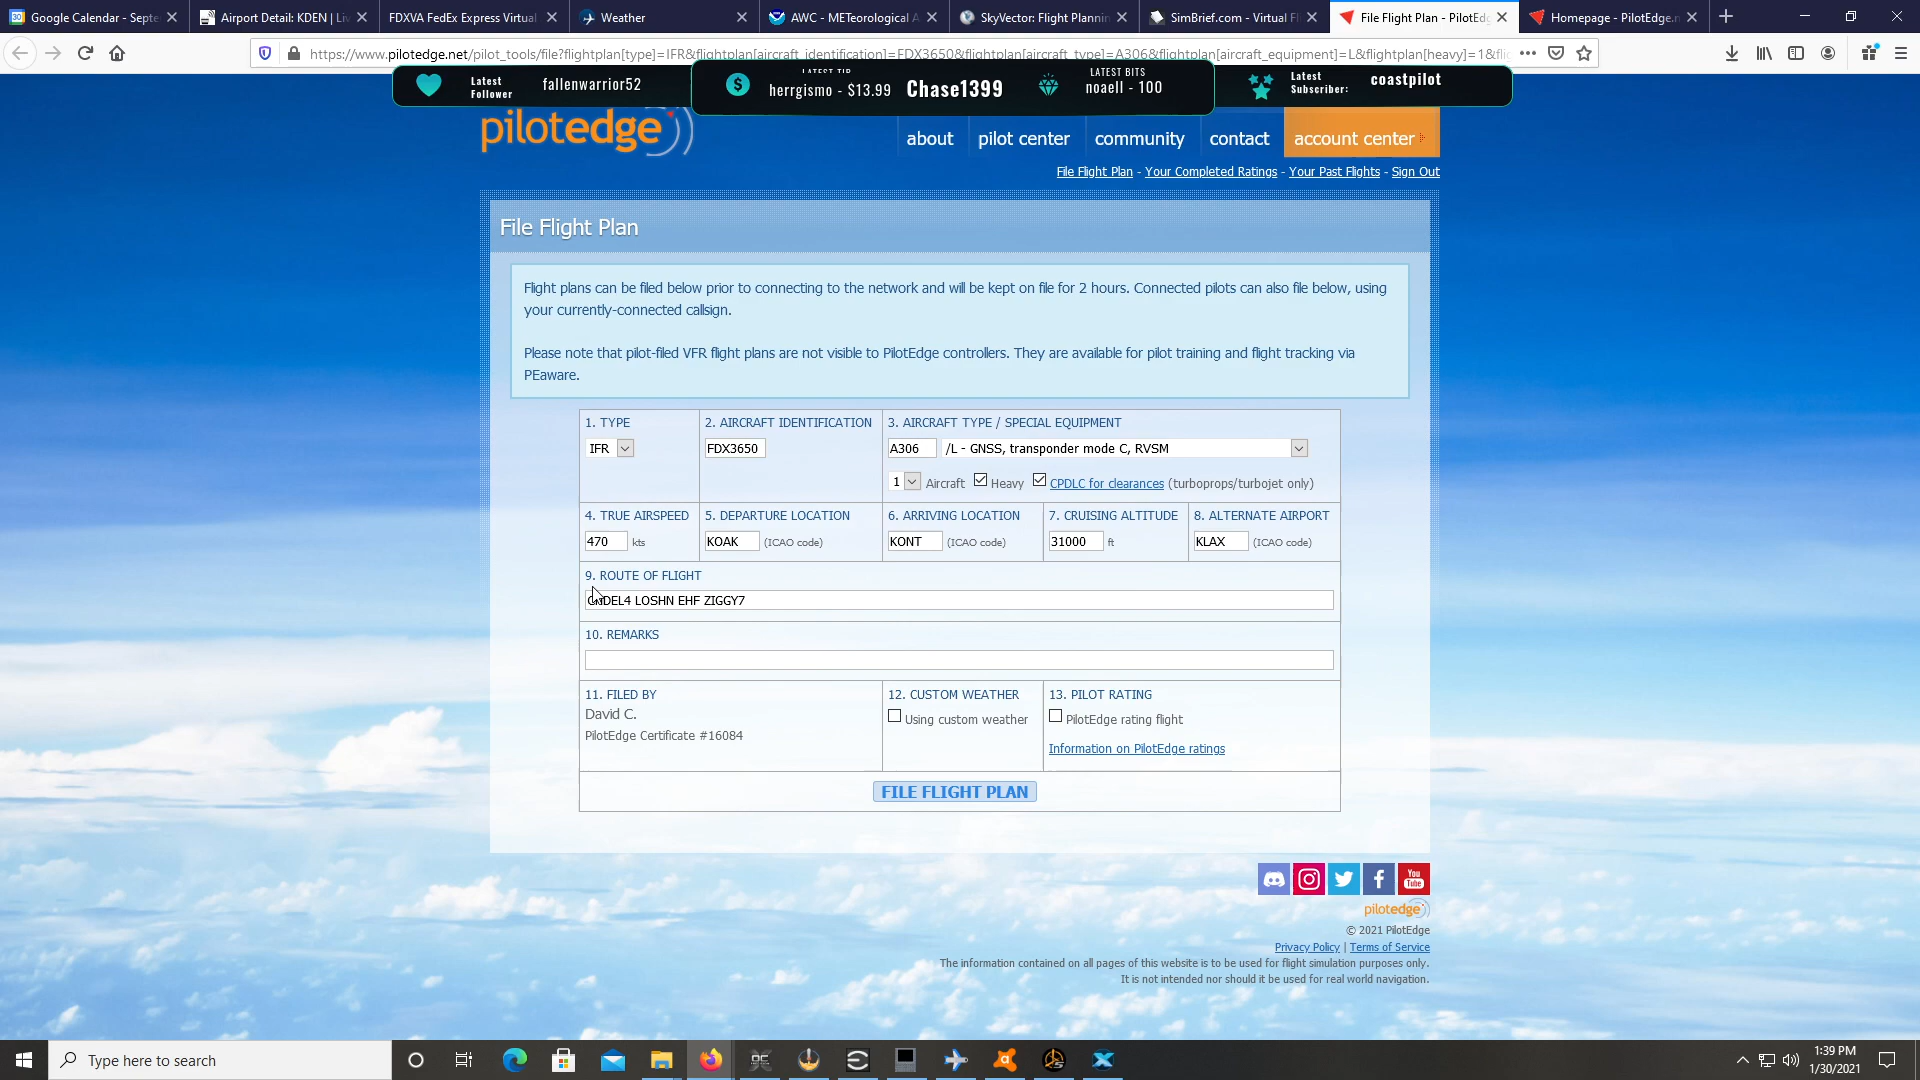 Google Calendar - Septe
Airport Detail: KDEN | Liv
FDXVA FedEx Express Virtual
Weather
AWC - METeorological A
SkyVector: Flight Plannin
SimBrief.com - Virtual Fl
File Flight Plan - PilotEdg
Homepage - PilotEdge.n
https://www.pilotedge.net/pilot_tools/file?flightplan[type]=IFR&flightplan[aircraft_identification]=FDX3650&flightplan[aircraft_type]=A306&flightplan[aircraft_equipment]=L&flightplan[heavy]=1&flig
Latest
Follower
fallenwarrior52
LATEST TIP
herrgismo - $13.99
Chase1399
LATEST BITS
noaell - 100
Latest
Subscriber:
coastpilot
pilotedge
about
pilot center
community
contact
account center
File Flight Plan - Your Completed Ratings - Your Past Flights - Sign Out
File Flight Plan
Flight plans can be filed below prior to connecting to the network and will be kept on file for 2 hours. Connected pilots can also file below, using
your currently-connected callsign.
Please note that pilot-filed VFR flight plans are not visible to PilotEdge controllers. They are available for pilot training and flight tracking via
PEaware.
1. TYPE
IFR
2. AIRCRAFT IDENTIFICATION
FDX3650
3. AIRCRAFT TYPE / SPECIAL EQUIPMENT
A306
/L - GNSS, transponder mode C, RVSM
1 Aircraft Heavy CPDLC for clearances (turboprops/turbojet only)
4. TRUE AIRSPEED
470 kts
5. DEPARTURE LOCATION
KOAK (ICAO code)
6. ARRIVING LOCATION
KONT (ICAO code)
7. CRUISING ALTITUDE
31000 ft
8. ALTERNATE AIRPORT
KLAX (ICAO code)
9. ROUTE OF FLIGHT
LOSHN EHF ZIGGY7
10. REMARKS
11. FILED BY
David C.
PilotEdge Certificate #16084
12. CUSTOM WEATHER
Using custom weather
13. PILOT RATING
PilotEdge rating flight
Information on PilotEdge ratings
FILE FLIGHT PLAN
You
Tube
pilotedge
© 2021 PilotEdge
Privacy Policy | Terms of Service
The information contained on all pages of this website is to be used for flight simulation purposes only.
It is not intended nor should it be used for real world navigation.
Type here to search
1:39 PM
1/30/2021